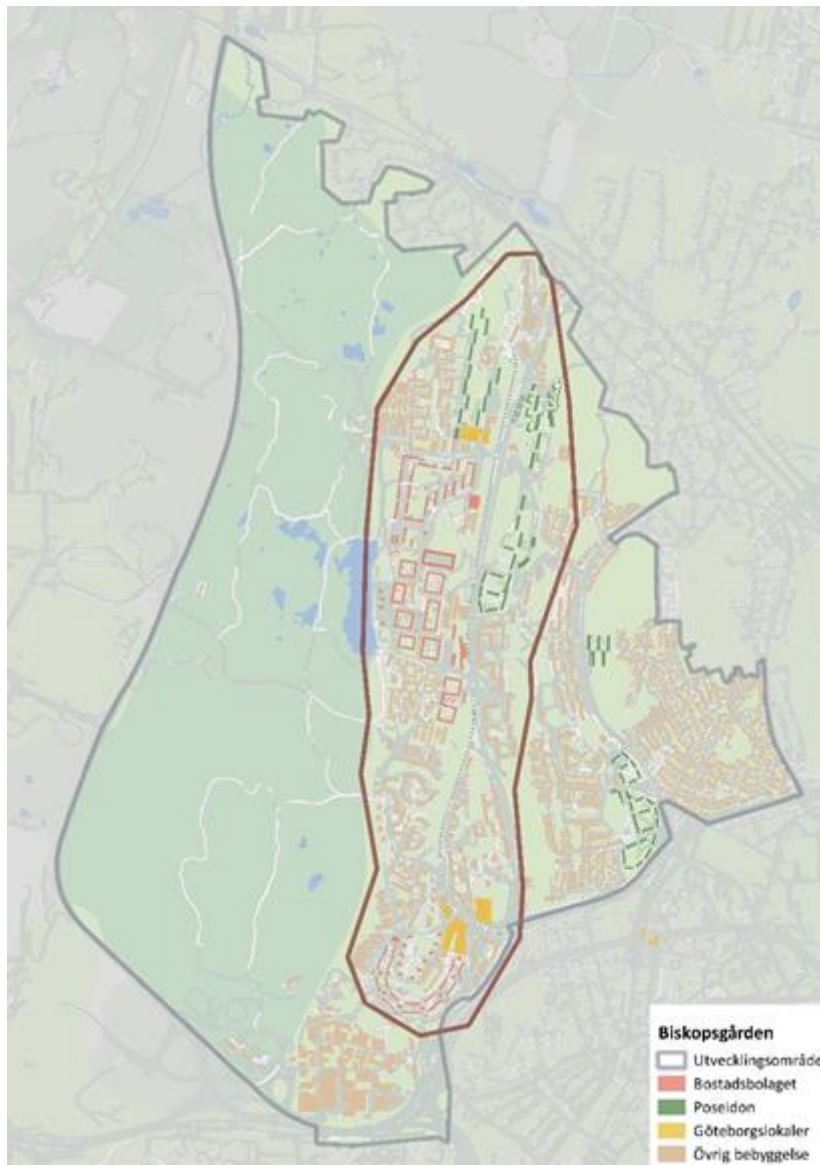 Biskopsgården
Utvecklingsområde
Bostadsbolaget
Poseidon
Göteborgslokaler
Övrig bebyggelse